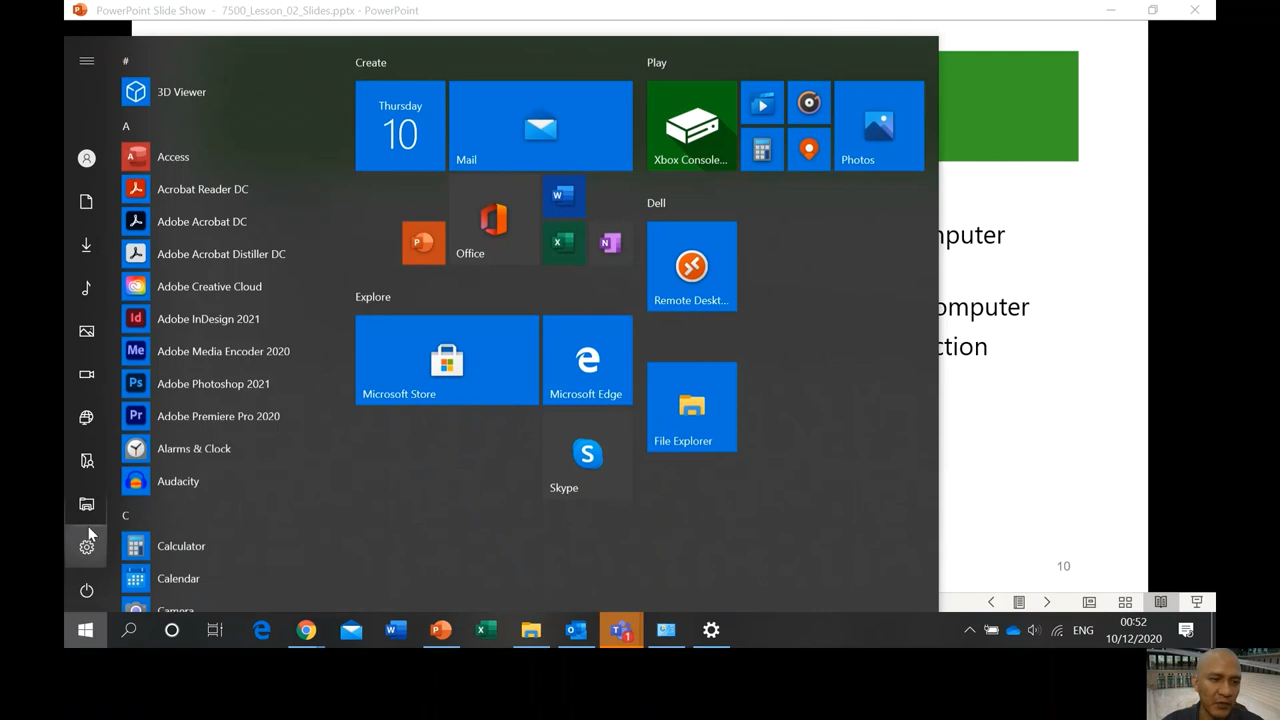 PowerPoint Slide Show - 7500_Lesson_02_Slides.pptx - PowerPoint
#
3D Viewer
A
Access
Acrobat Reader DC
Adobe Acrobat DC
Adobe Acrobat Distiller DC
Adobe Creative Cloud
Adobe InDesign 2021
Adobe Media Encoder 2020
Adobe Photoshop 2021
Adobe Premiere Pro 2020
Alarms & Clock
Audacity
C
Calculator
Calendar
Camera
Create
Thursday
10
Mail
Office
Explore
Microsoft Store
Microsoft Edge
Skype
Play
Xbox Console...
Photos
Dell
Remote Deskt...
File Explorer
nputer
omputer
ction
10
ENG
00:52
10/12/2020